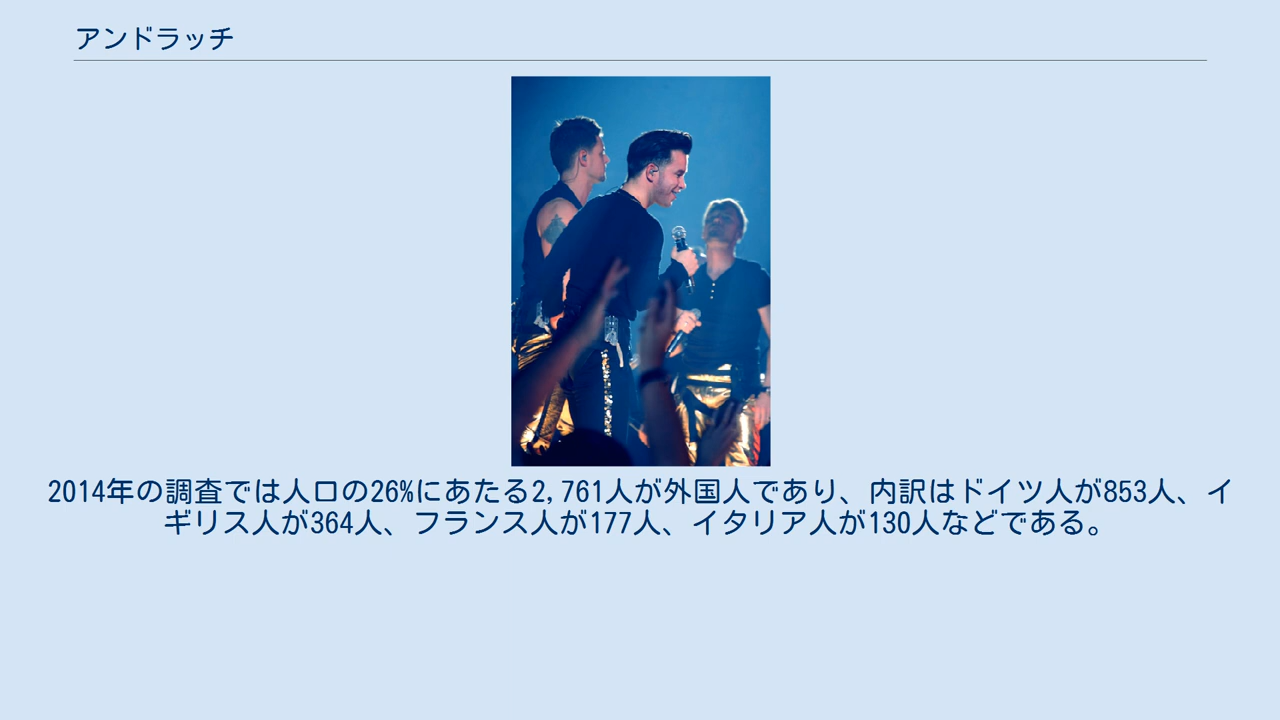 アンドラッチ
2014年の調査では人口の26%にあたる2,761人が外国人であり、内訳はドイツ人が853人、イ
ギリス人が364人、フランス人が177人、イタリア人が130人などである。